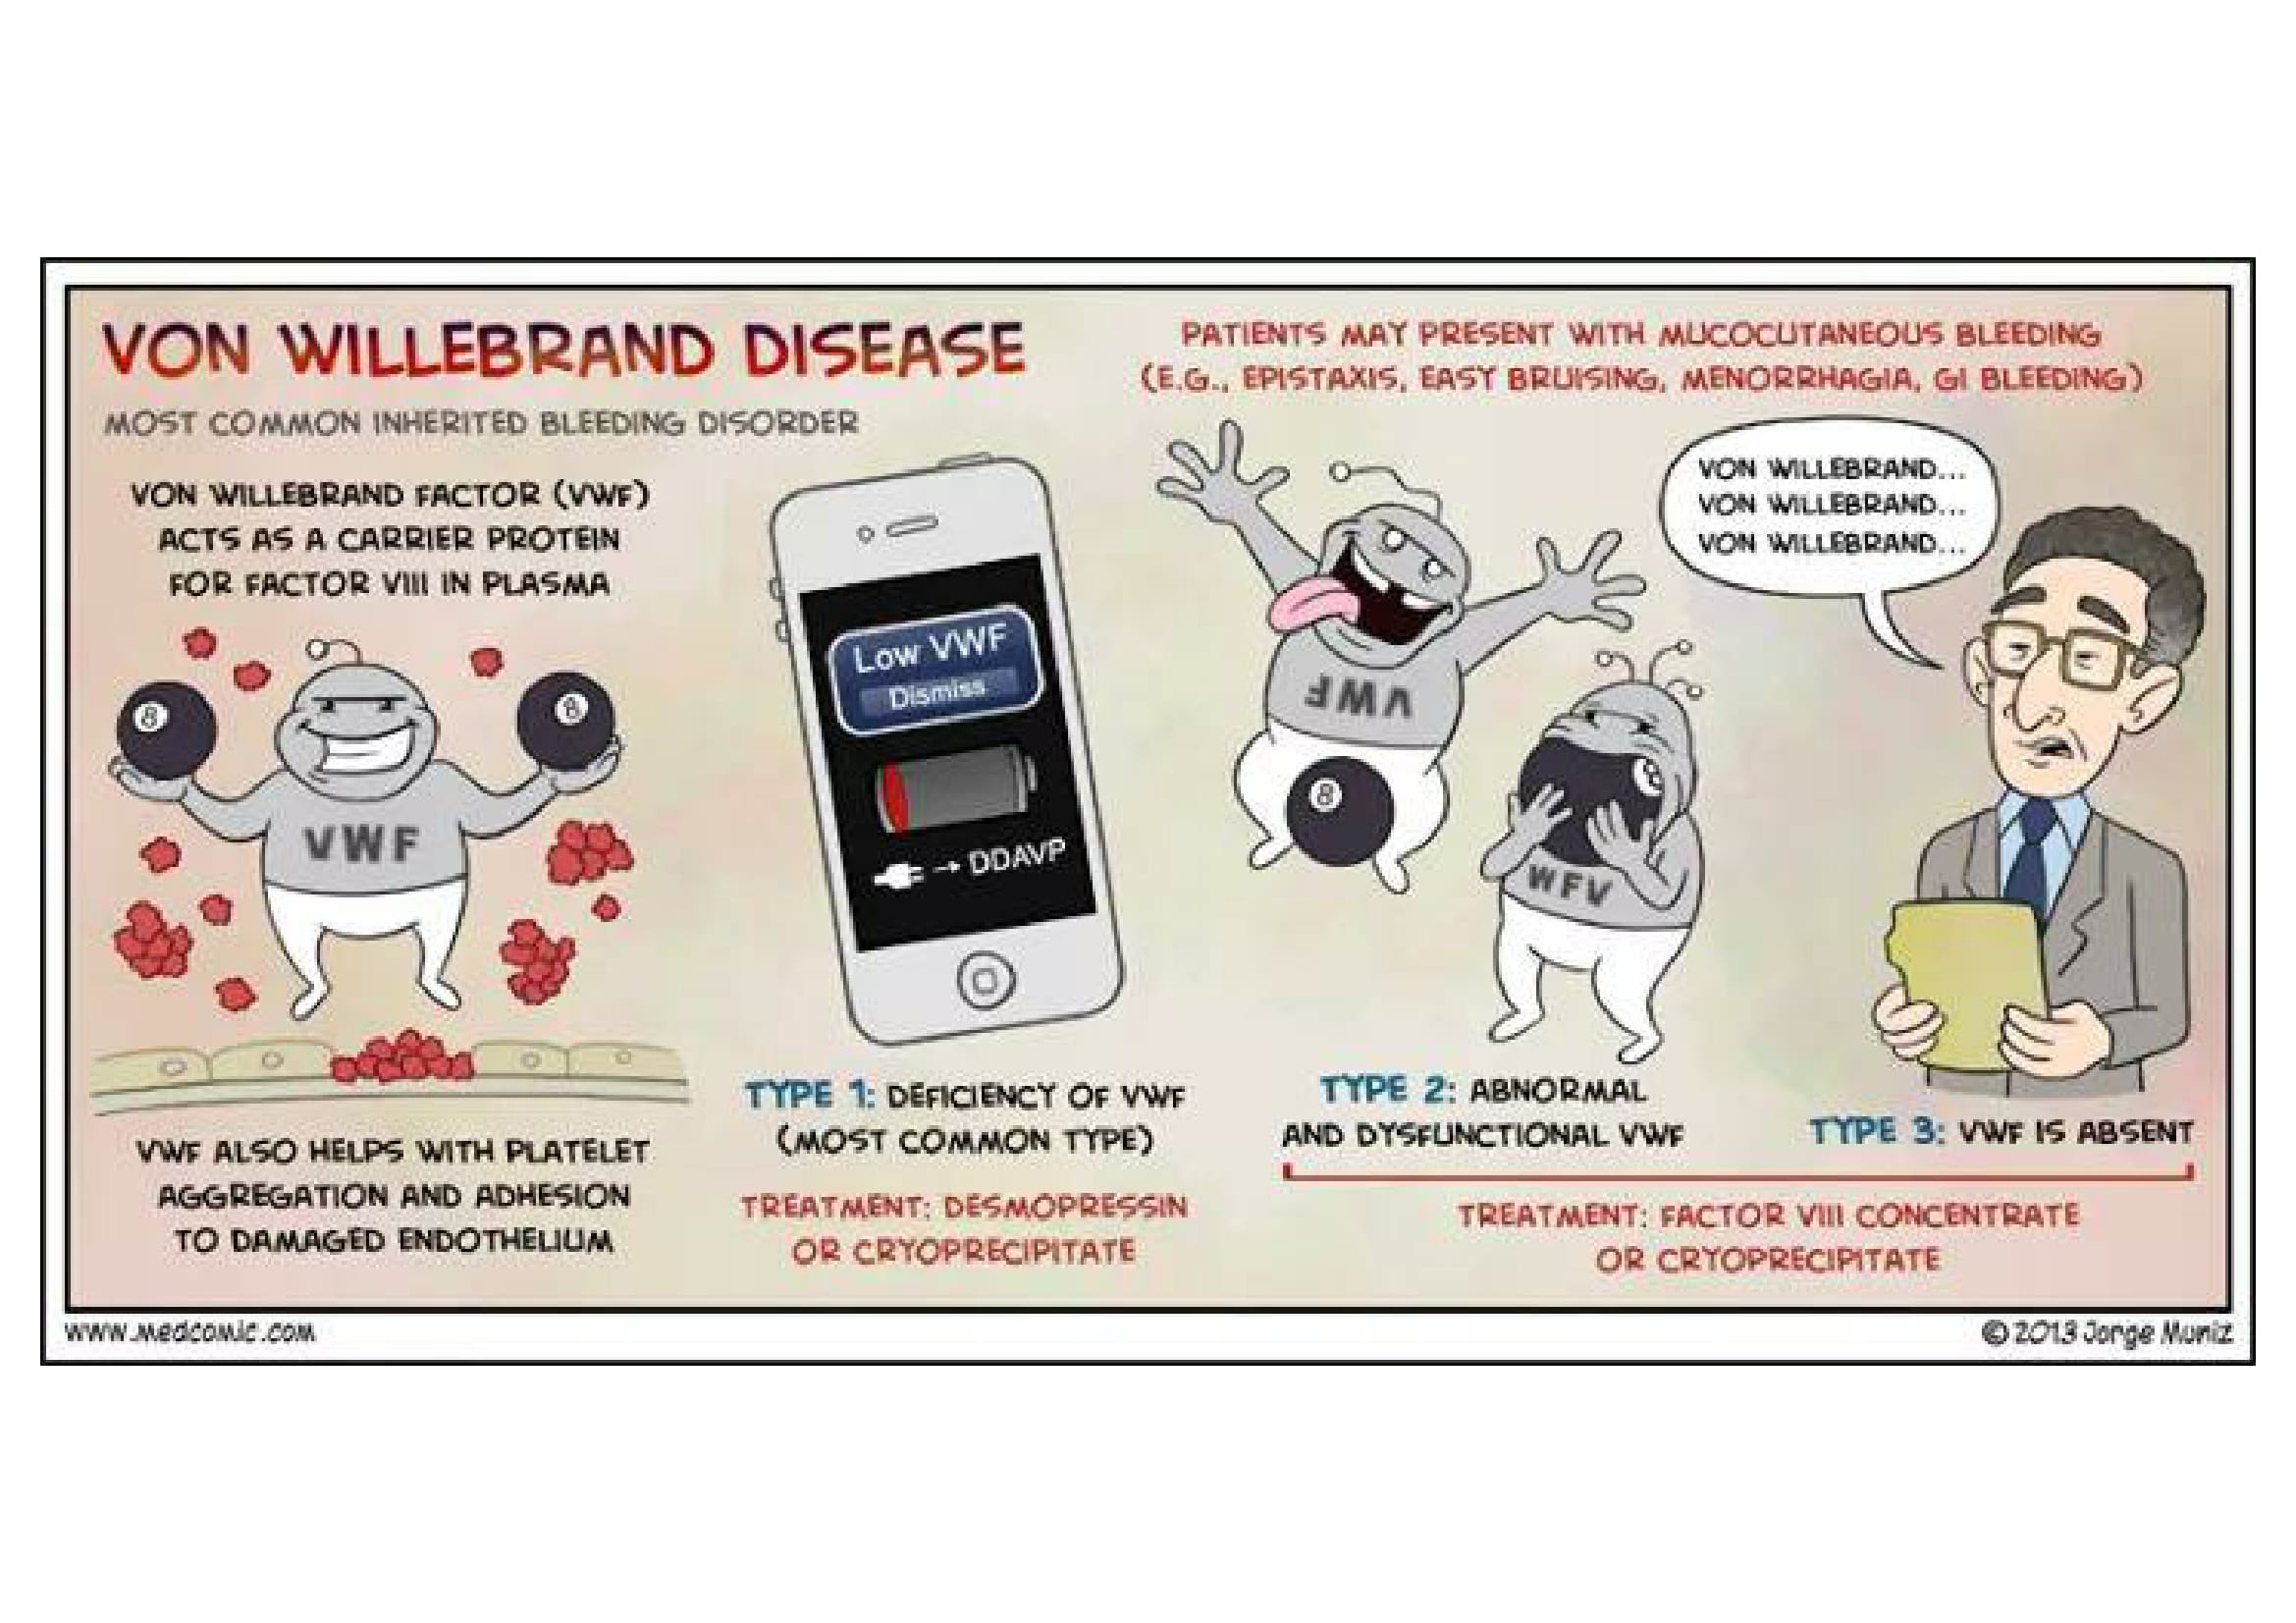 VON WILLEBRAND DISEASE
MOST COMMON INHERITED BLEEDING DISORDER
VON WILLEBRAND FACTOR (VWF)
ACTS AS A CARRIER PROTEIN
FOR FACTOR VIII IN PLASMA
8
8
VWF
VWF ALSO HELPS WITH PLATELET
AGGREGATION AND ADHESION
TO DAMAGED ENDOTHELIUM
Low VWF
Dismiss
→ DDAVP
TYPE 1: DEFICIENCY OF VWF
(MOST COMMON TYPE)
TREATMENT: DESMOPRESSIN
OR CRYOPRECIPITATE
PATIENTS MAY PRESENT WITH MUCOCUTANEOUS BLEEDING
(E.G., EPISTAXIS, EASY BRUISING, MENORRHAGIA, GI BLEEDING)
VWF
8
8
WFV
TYPE 2: ABNORMAL
AND DYSFUNCTIONAL VWF
VON WILLEBRAND...
VON WILLEBRAND...
VON WILLEBRAND...
TYPE 3: VWF IS ABSENT
TREATMENT: FACTOR VIII CONCENTRATE
OR CRYOPRECIPITATE
www.medcomic.com
© 2013 Jorge Muniz